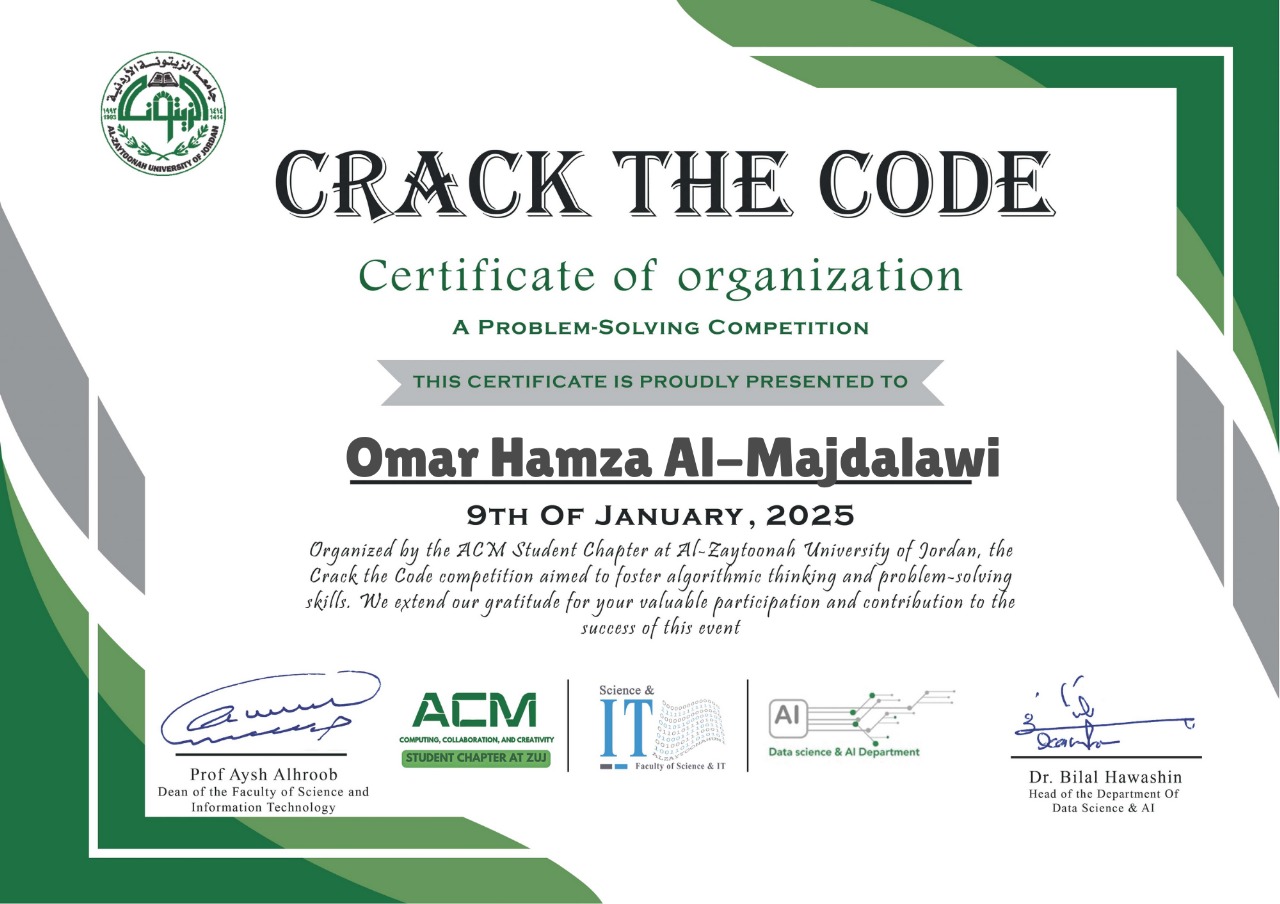 جامعة الزيتونة الأردنية
الزيتونة
١٩٩٣ ١٤١٤
1993 1414
AL-ZAYTOONAH UNIVERSITY OF JORDAN
CRACK THE CODE
Certificate of organization
A Problem-Solving Competition
THIS CERTIFICATE IS PROUDLY PRESENTED TO
Omar Hamza Al-Majdalawi
9th Of January, 2025
Organized by the ACM Student Chapter at Al-Zaytoonah University of Jordan, the
Crack the Code competition aimed to foster algorithmic thinking and problem-solving
skills. We extend our gratitude for your valuable participation and contribution to the
success of this event
Prof Aysh Alhroob
Dean of the Faculty of Science and
Information Technology
ACM
COMPUTING, COLLABORATION, AND CREATIVITY
STUDENT CHAPTER AT ZUJ
Science &
IT
Faculty of Science & IT
AI
Data science & AI Department
Dr. Bilal Hawashin
Head of the Department Of
Data Science & AI